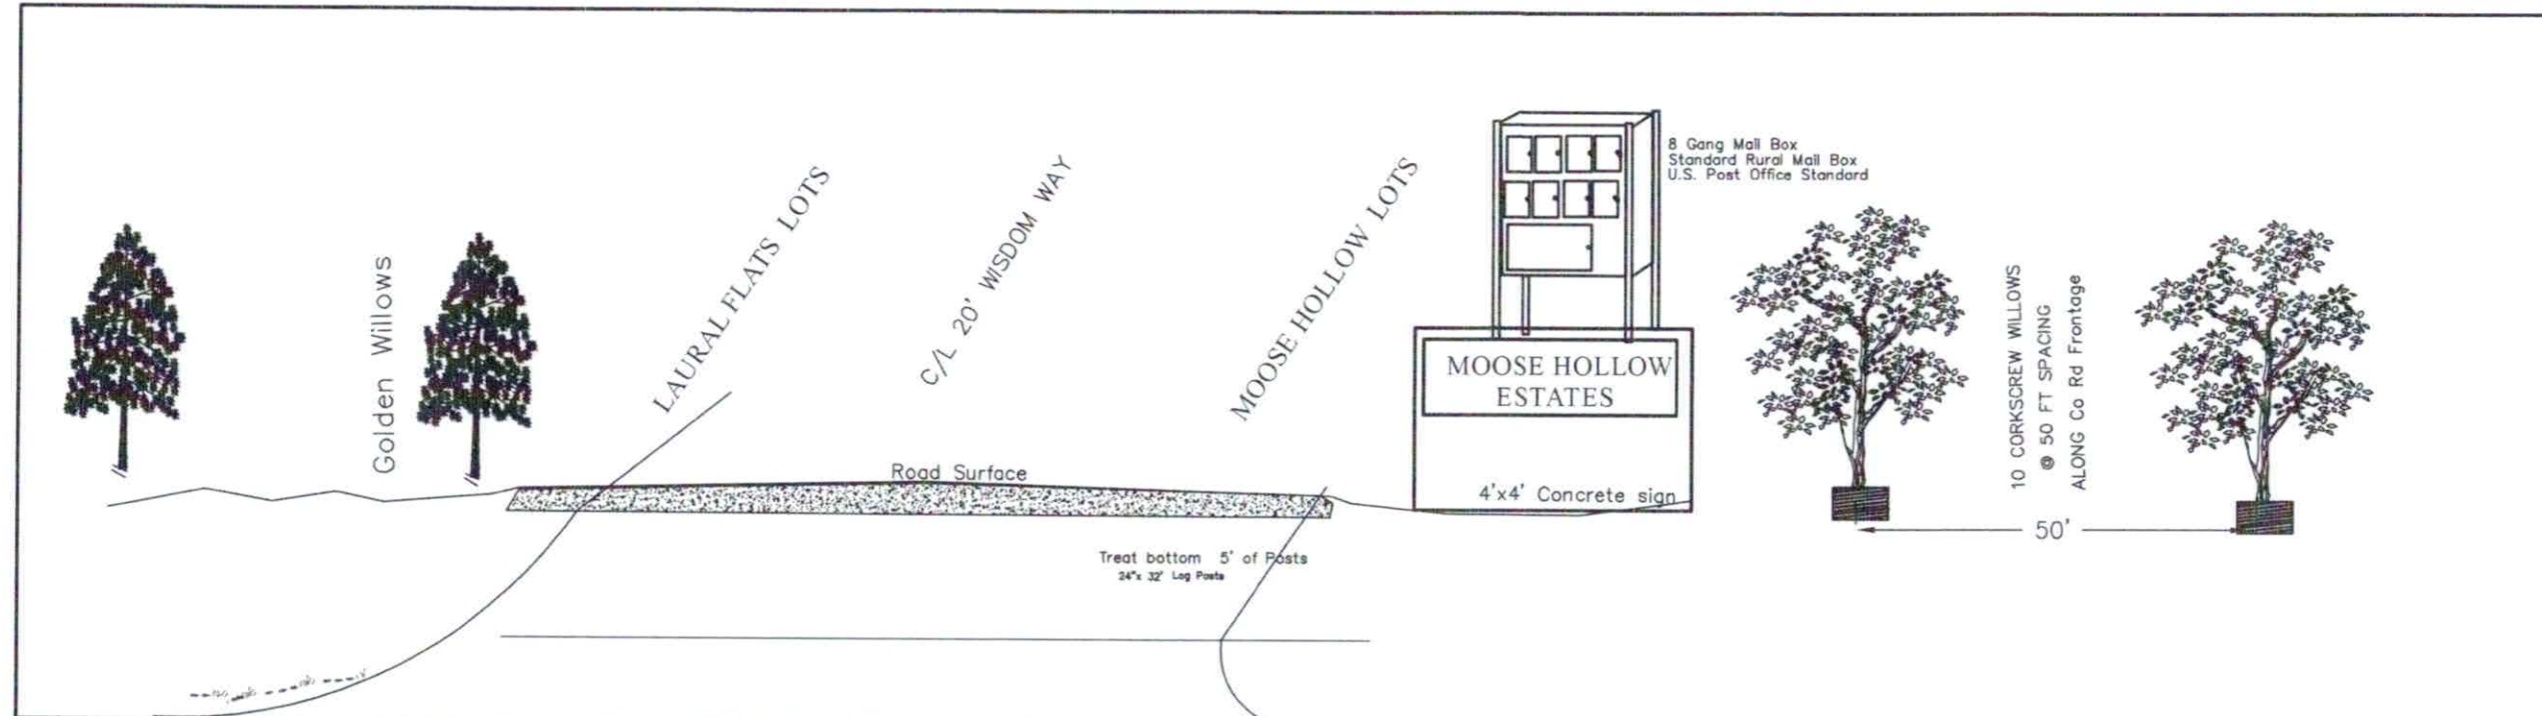 Golden Willows
LAURAL FLATS LOTS
C/L 20' WISDOM WAY
MOOSE HOLLOW LOTS
8 Gang Mail Box
Standard Rural Mail Box
U.S. Post Office Standard
MOOSE HOLLOW
ESTATES
4'x4' Concrete sign
10 CORKSCREW WILLOWS
@ 50 FT SPACING
ALONG Co Rd Frontage
50'
Road Surface
Treat bottom 5' of Posts
24"x 32' Log Posts